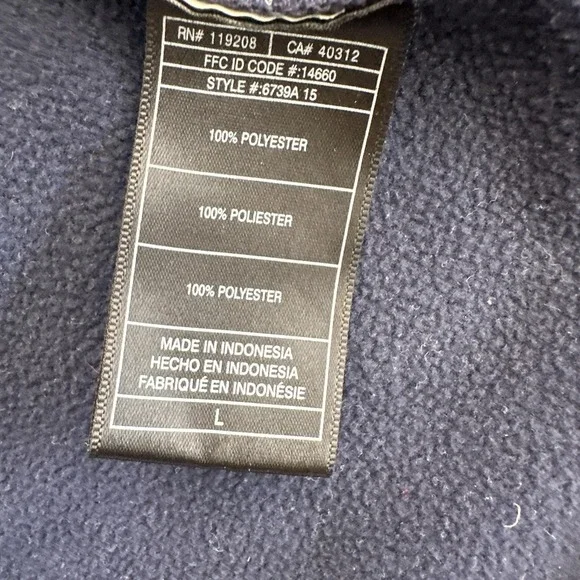 RN# 119208 CA# 40312
FFC ID CODE #:14660
STYLE #:6739A 15
100% POLYESTER
100% POLIESTER
100% POLYESTER
MADE IN INDONESIA
HECHO EN INDONESIA
FABRIQUÉ EN INDONÉSIE
L